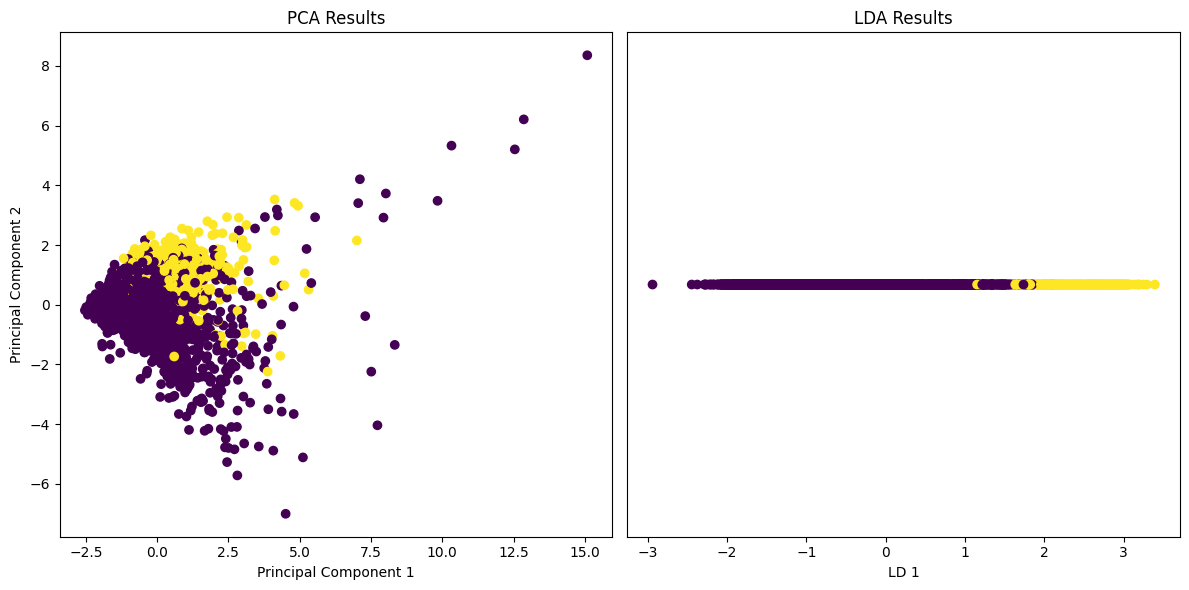 PCA Results
LDA Results
8
6
4
2
0
−2
−4
−6
Principal Component 2
−2.5 0.0 2.5 5.0 7.5 10.0 12.5 15.0
Principal Component 1
−3 −2 −1 0 1 2 3
LD 1